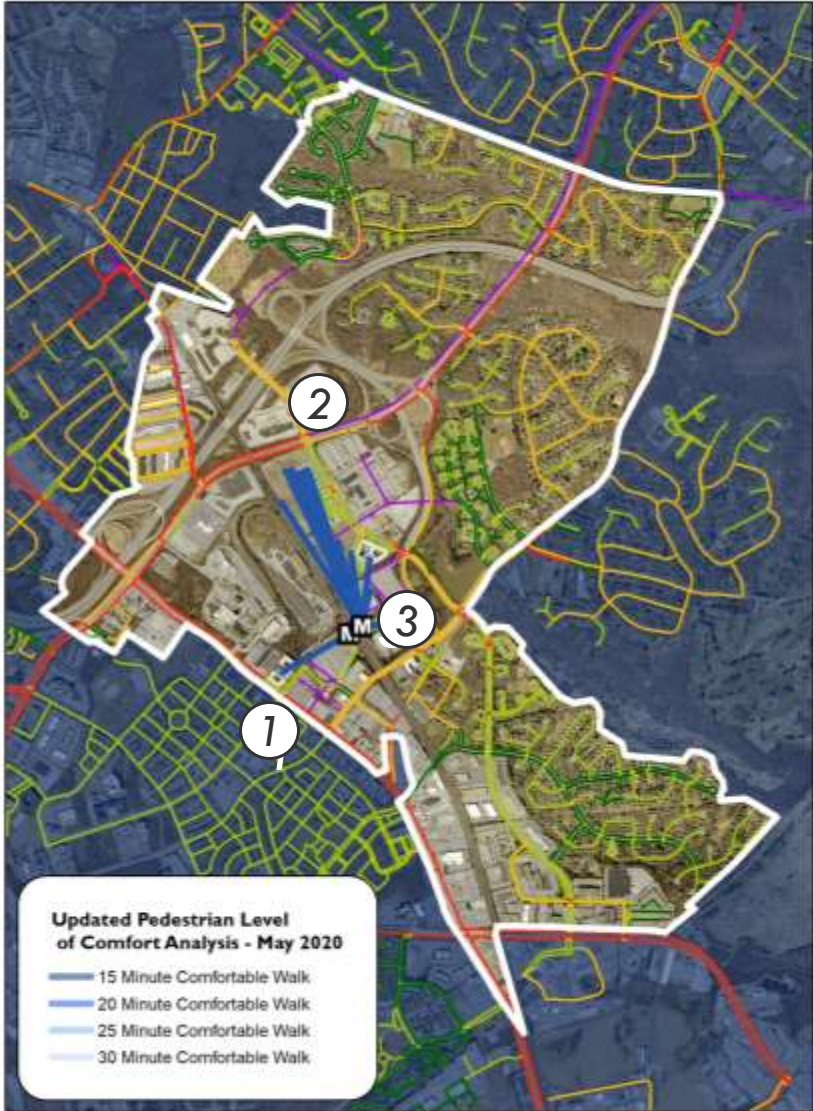 2
3
M
M
1
Updated Pedestrian Level
of Comfort Analysis - May 2020
15 Minute Comfortable Walk
20 Minute Comfortable Walk
25 Minute Comfortable Walk
30 Minute Comfortable Walk